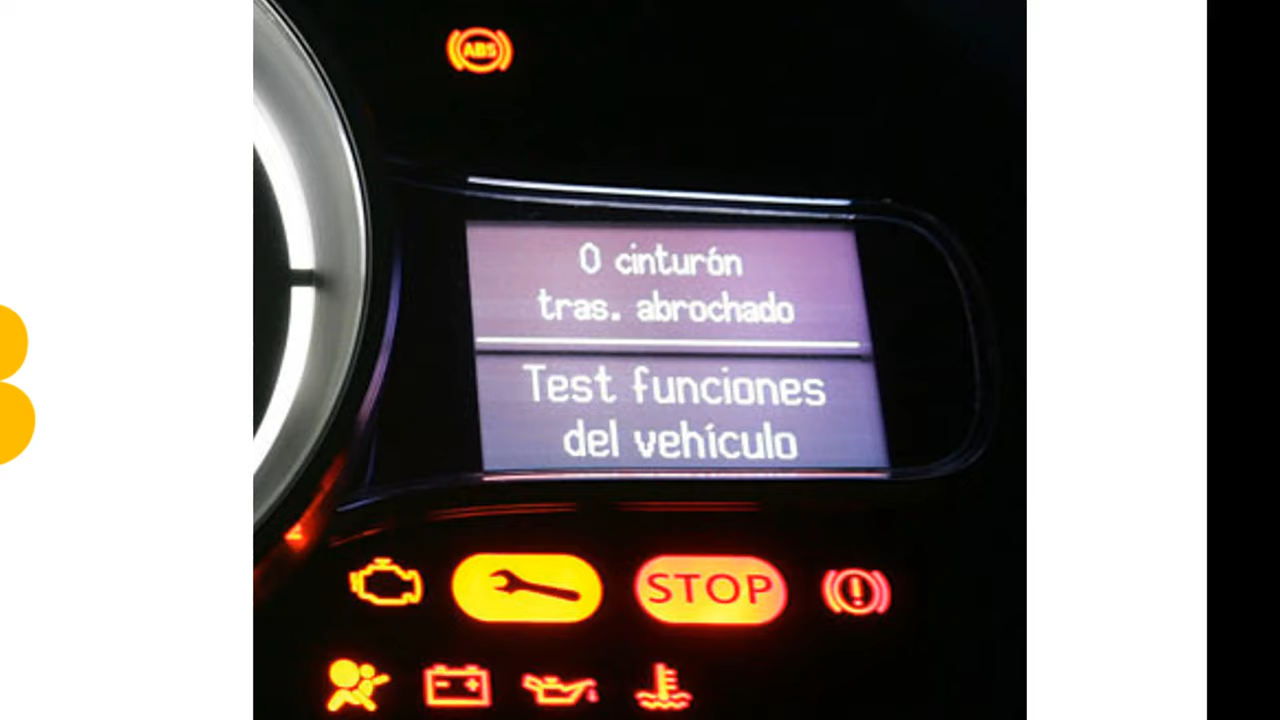 ABS
0 cinturón
tras. abrochado
Test funciones
del vehículo
STOP